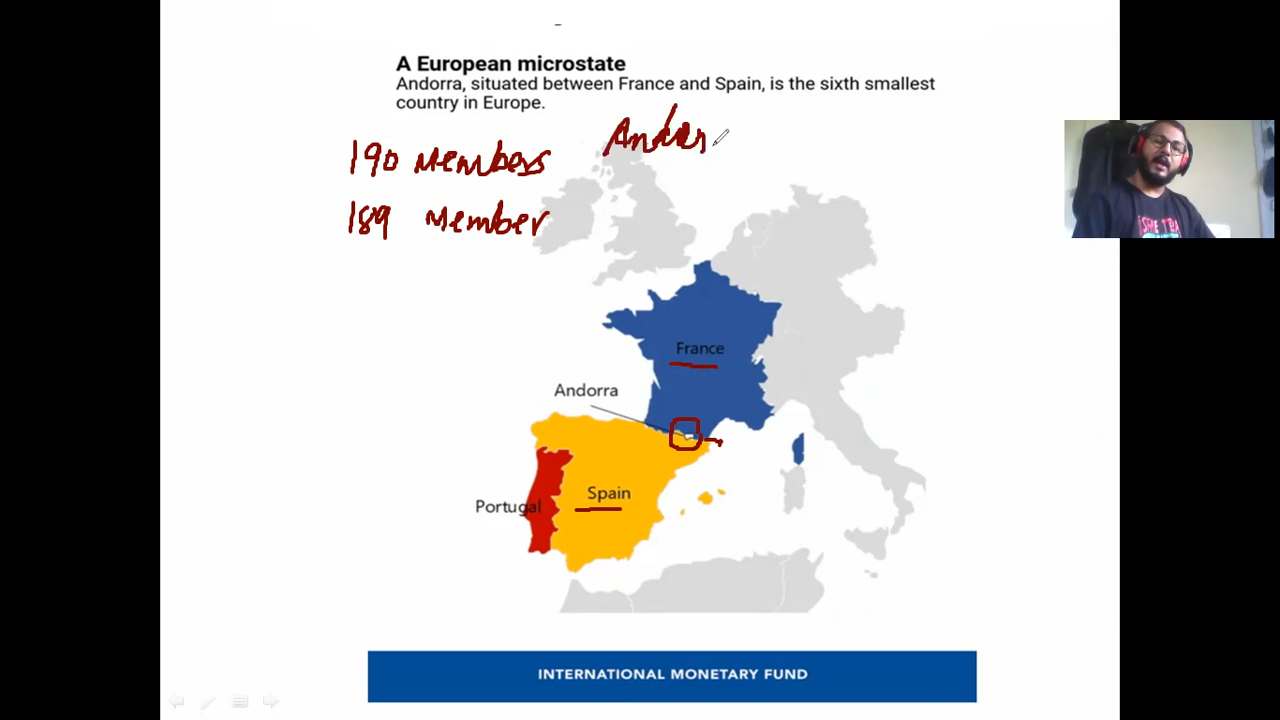 A European microstate
Andorra, situated between France and Spain, is the sixth smallest
country in Europe.
190 Members
189 Member
France
Andorra
Spain
Portugal
INTERNATIONAL MONETARY FUND